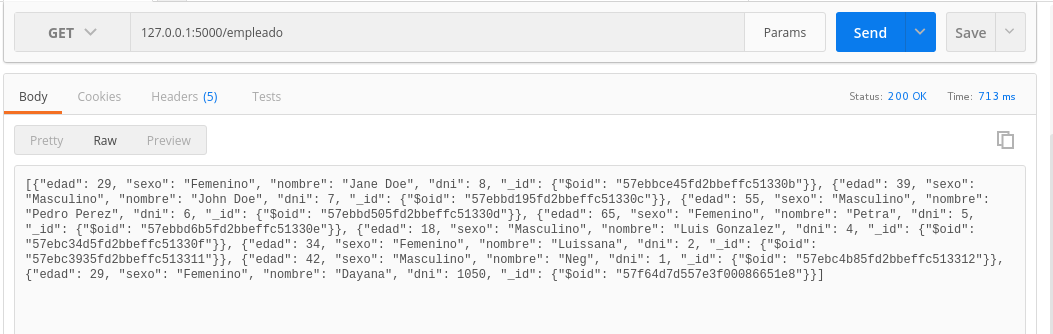 GET 127.0.0.1:5000/empleado Params Send Save
Body Cookies Headers (5) Tests Status: 200 OK Time: 713 ms
Pretty Raw Preview
[{"edad": 29, "sexo": "Femenino", "nombre": "Jane Doe", "dni": 8, "_id": {"$oid": "57ebbce45fd2bbeffc51330b"}}, {"edad": 39, "sexo":
"Masculino", "nombre": "John Doe", "dni": 7, "_id": {"$oid": "57ebbd195fd2bbeffc51330c"}}, {"edad": 55, "sexo": "Masculino", "nombre":
"Pedro Perez", "dni": 6, "_id": {"$oid": "57ebbd505fd2bbeffc51330d"}}, {"edad": 65, "sexo": "Femenino", "nombre": "Petra", "dni": 5,
"_id": {"$oid": "57ebbd6b5fd2bbeffc51330e"}}, {"edad": 18, "sexo": "Masculino", "nombre": "Luis Gonzalez", "dni": 4, "_id": {"$oid":
"57ebc34d5fd2bbeffc51330f"}}, {"edad": 34, "sexo": "Femenino", "nombre": "Luissana", "dni": 2, "_id": {"$oid":
"57ebc3935fd2bbeffc513311"}}, {"edad": 42, "sexo": "Masculino", "nombre": "Neg", "dni": 1, "_id": {"$oid": "57ebc4b85fd2bbeffc513312"}},
{"edad": 29, "sexo": "Femenino", "nombre": "Dayana", "dni": 1050, "_id": {"$oid": "57f64d7d557e3f00086651e8"}}]